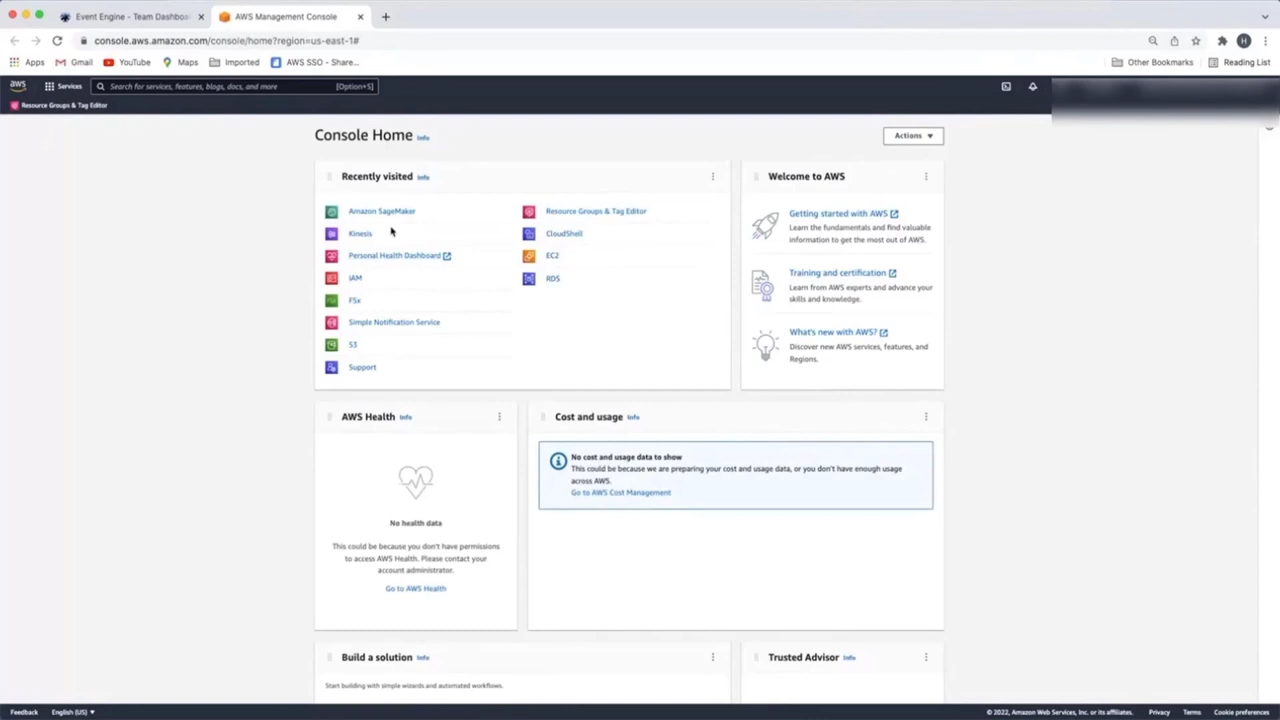 Event Engine - Team Dashboa
AWS Management Console
console.aws.amazon.com/console/home?region=us-east-1#
H
Apps
Gmail
YouTube
Maps
Imported
AWS SSO - Share...
Other Bookmarks
Reading List
aws
Services
Search for services, features, blogs, docs, and more
[Option+S]
Resource Groups & Tag Editor
Console Home Info
Actions
Recently visited Info
Amazon SageMaker
Kinesis
Personal Health Dashboard
IAM
FSx
Simple Notification Service
S3
Support
Resource Groups & Tag Editor
CloudShell
EC2
RDS
Welcome to AWS
Getting started with AWS
Learn the fundamentals and find valuable
information to get the most out of AWS.
Training and certification
Learn from AWS experts and advance your
skills and knowledge.
What's new with AWS?
Discover new AWS services, features, and
Regions.
AWS Health Info
No health data
This could be because you don't have permissions
to access AWS Health. Please contact your
account administrator.
Go to AWS Health
Cost and usage Info
No cost and usage data to show
This could be because we are preparing your cost and usage data, or you don't have enough usage
across AWS.
Go to AWS Cost Management
Build a solution Info
Start building with simple wizards and automated workflows.
Trusted Advisor Info
Feedback
English (US)
© 2022, Amazon Web Services, Inc. or its affiliates.
Privacy
Terms
Cookie preferences